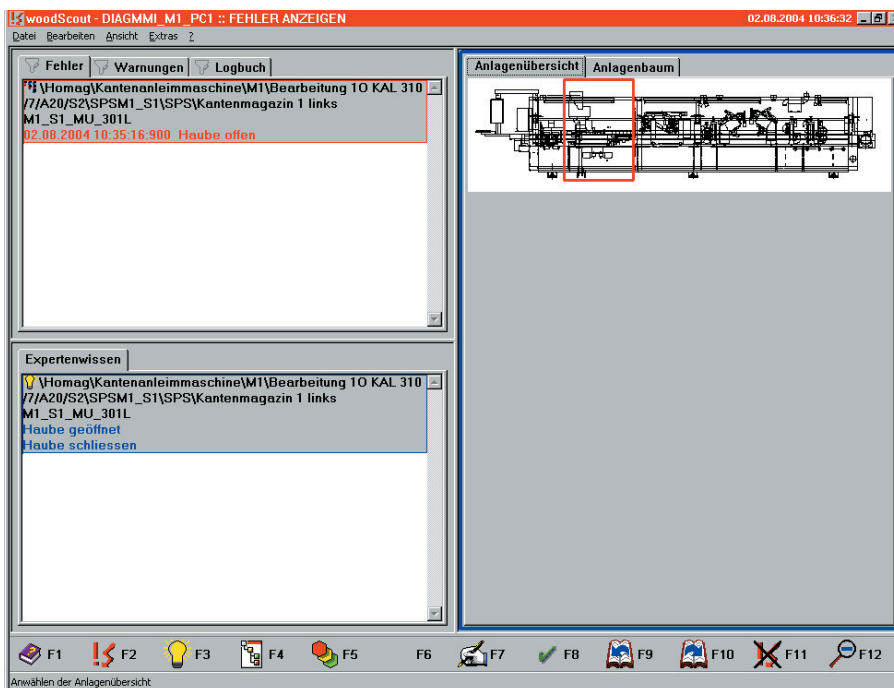 woodScout - DIAGMMI_M1_PC1 :: FEHLER ANZEIGEN 02.08.2004 10:36:32
Datei Bearbeiten Ansicht Extras ?
Fehler Warnungen Logbuch
\Homag\Kantenanleimmaschine\M1\Bearbeitung 1O KAL 310
/7/A20/S2\SPSM1_S1\SPS\Kantenmagazin 1 links
M1_S1_MU_301L
02.08.2004 10:35:16:900 Haube offen
Anlagenübersicht Anlagenbaum
Expertenwissen
\Homag\Kantenanleimmaschine\M1\Bearbeitung 1O KAL 310
/7/A20/S2\SPSM1_S1\SPS\Kantenmagazin 1 links
M1_S1_MU_301L
Haube geöffnet
Haube schliessen
F1 F2 F3 F4 F5 F6 F7 F8 F9 F10 F11 F12
Anwählen der Anlagenübersicht